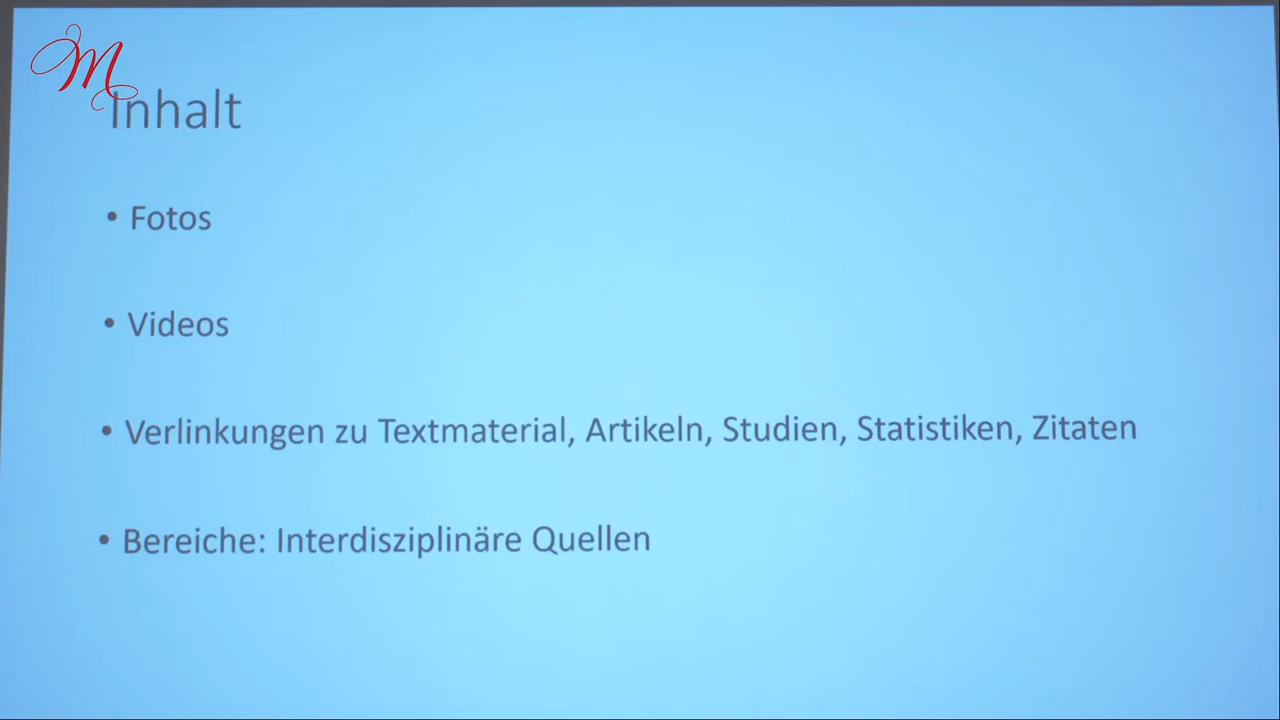 M
Inhalt
• Fotos
• Videos
• Verlinkungen zu Textmaterial, Artikeln, Studien, Statistiken, Zitaten
• Bereiche: Interdisziplinäre Quellen